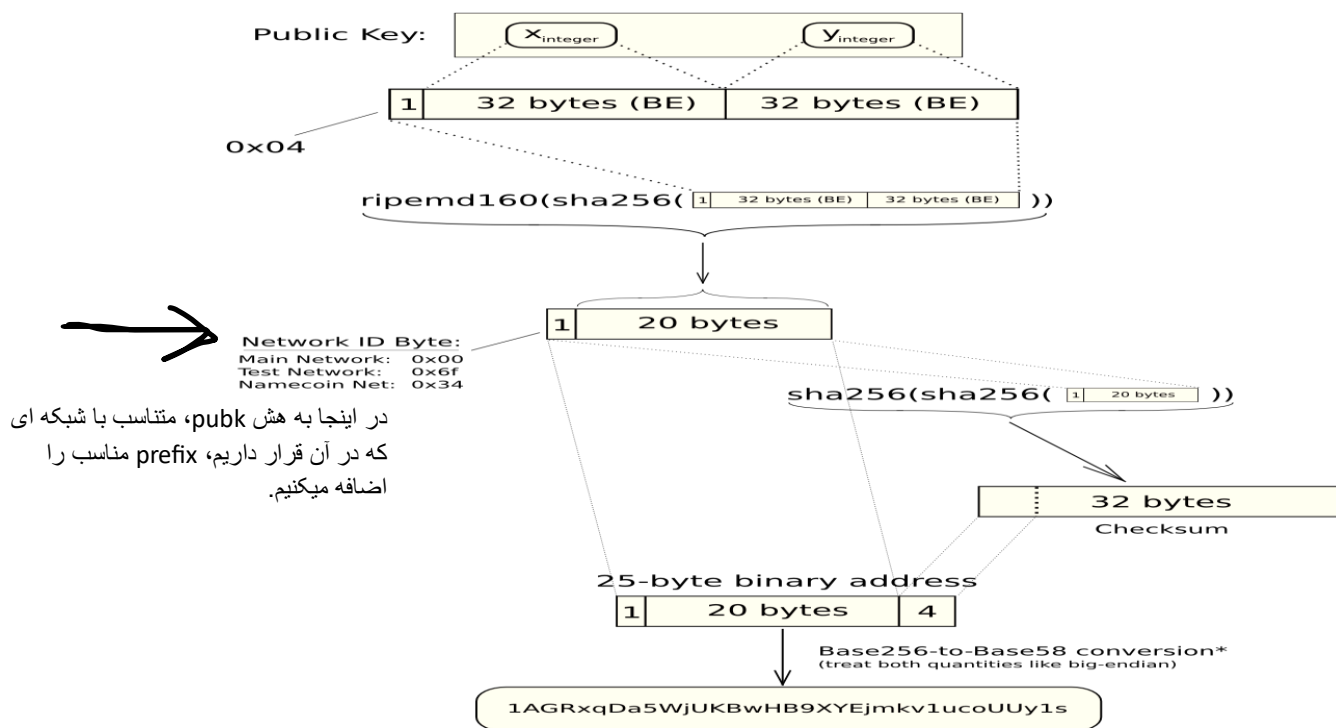 Public Key:
x integer
y integer
1 32 bytes (BE) 32 bytes (BE)
0x04
ripemd160(sha256( 1 32 bytes (BE) 32 bytes (BE) ))
1 20 bytes
Network ID Byte:
Main Network: 0x00
Test Network: 0x6f
Namecoin Net: 0x34
در اینجا به هش pubk، متناسب با شبکه ای
که در آن قرار داریم، prefix مناسب را
اضافه میکنیم.
sha256(sha256( 1 20 bytes ))
32 bytes
Checksum
25-byte binary address
1 20 bytes 4
Base256-to-Base58 conversion*
(treat both quantities like big-endian)
1AGRxqDa5WjUKBwHB9XYEjmkv1ucoUUy1s